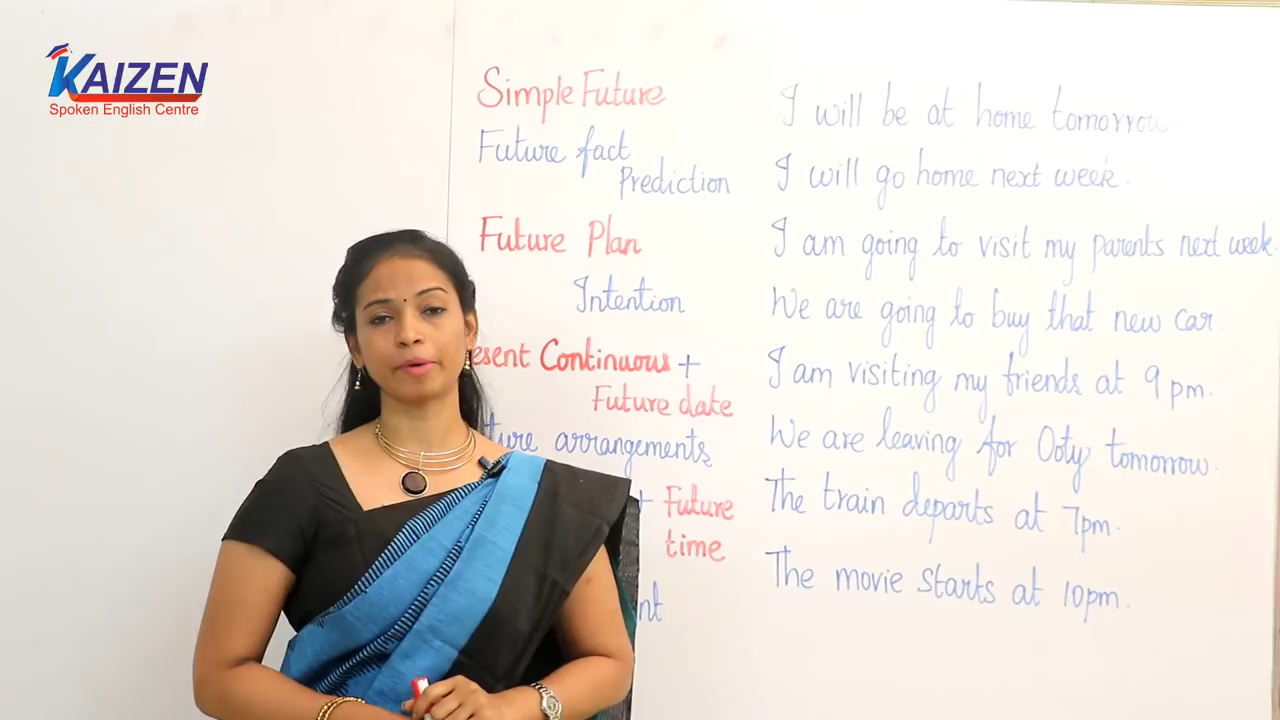 KAIZEN
Spoken English Centre
Simple Future
Future fact
Prediction
Future Plan
Intention
esent Continuous +
Future date
ture arrangements
+ Future
time
nt
I will be at home tomorrow
I will go home next week.
I am going to visit my parents next week.
We are going to buy that new car.
I am visiting my friends at 9 pm.
We are leaving for Ooty tomorrow.
The train departs at 7pm.
The movie starts at 10pm.